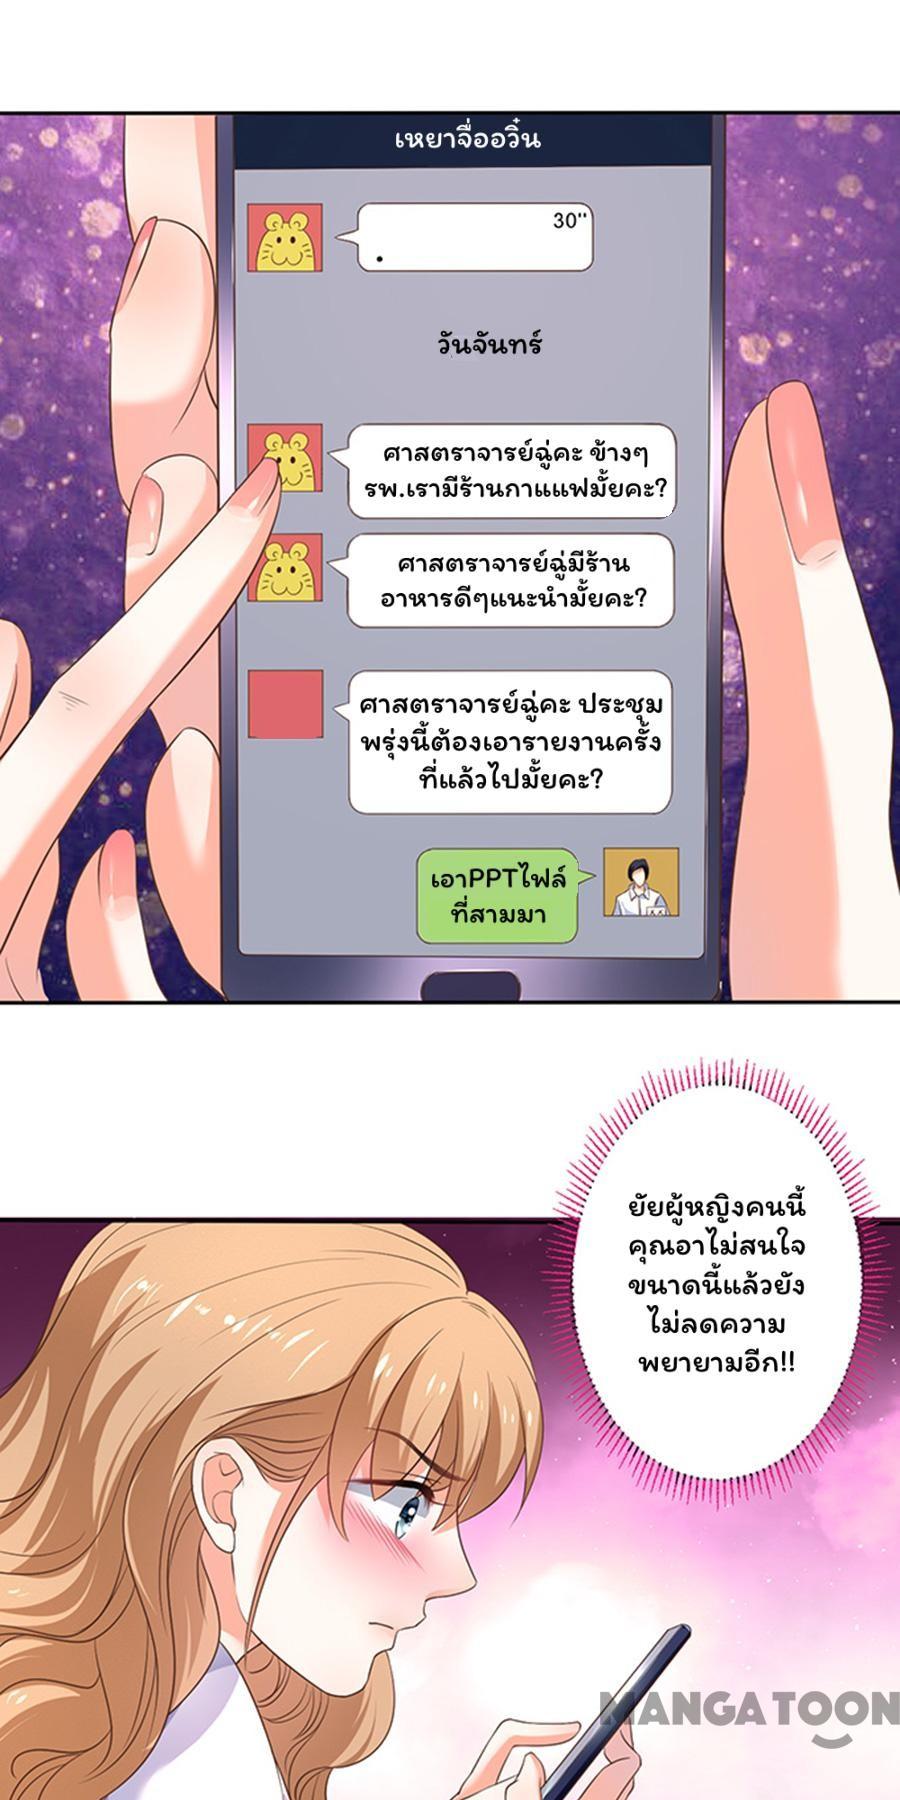 เหยาจื่ออวิ๋น
30"
วันจันทร์
ศาสตราจารย์ฉู่คะ ข้างๆ
รพ.เรามีร้านกาแแฟมั้ยคะ?
ศาสตราจารย์ฉู่มีร้าน
อาหารดีๆแนะนำมั้ยคะ?
ศาสตราจารย์ฉู่คะ ประชุม
พรุ่งนี้ต้องเอารายงานครั้ง
ที่แล้วไปมั้ยคะ?
เอาPPTไฟล์
ที่สามมา
ยัยผู้หญิงคนนี้
คุณอาไม่สนใจ
ขนาดนี้แล้วยัง
ไม่ลดความ
พยายามอีก!!
MANGATOON